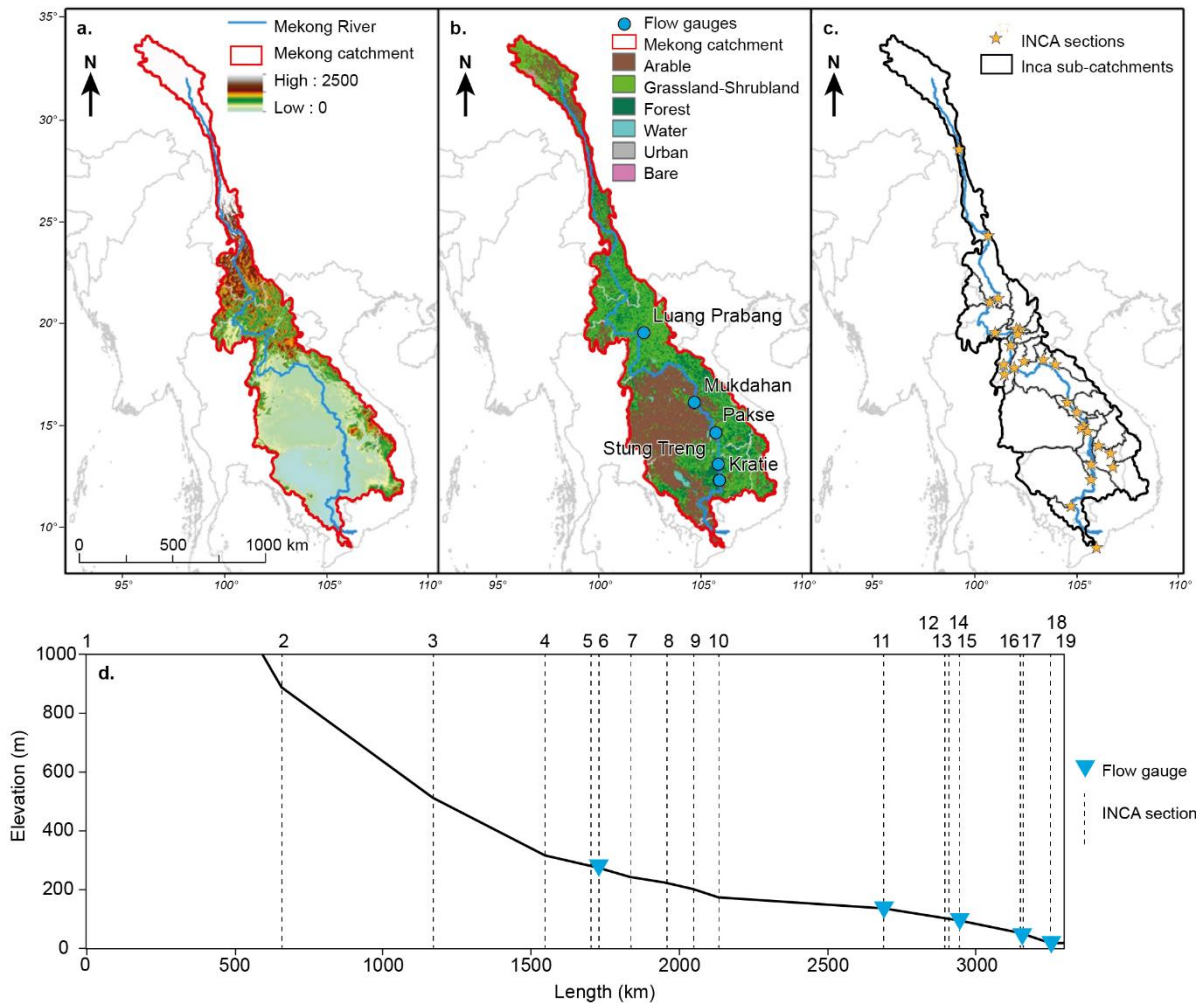 a.
Mekong River
Mekong catchment
High : 2500
Low : 0
N
35°
30°
25°
20°
15°
10°
0 500 1000 km
95° 100° 105° 110°
b.
Flow gauges
Mekong catchment
Arable
Grassland-Shrubland
Forest
Water
Urban
Bare
N
Luang Prabang
Mukdahan
Pakse
Stung Treng
Kratie
95° 100° 105° 110°
c.
INCA sections
Inca sub-catchments
N
95° 100° 105° 110°
12 14 18
1 2 3 4 5 6 7 8 9 10 11 13 15 16 17 19
d.
1000
800
600
400
200
0
Elevation (m)
0 500 1000 1500 2000 2500 3000
Length (km)
Flow gauge
INCA section